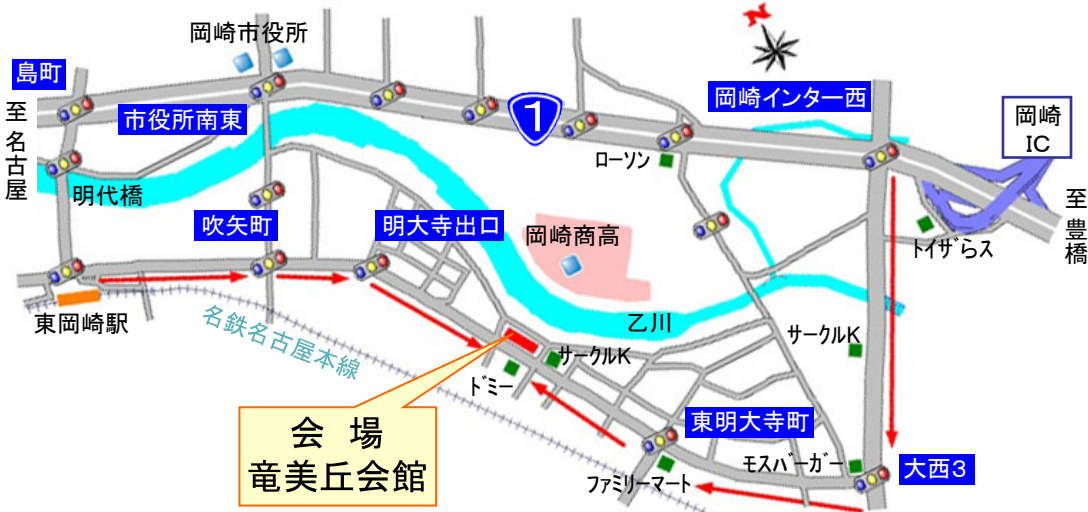 岡崎市役所
島町
市役所南東
1
岡崎インター西
岡崎
IC
至名古屋
ローソン
明代橋
吹矢町
明大寺出口
岡崎商高
トイザらス
至豊橋
東岡崎駅
名鉄名古屋本線
乙川
サークルK
サークルK
ドミー
会 場
竜美丘会館
東明大寺町
モスバーガー
ファミリーマート
大西3